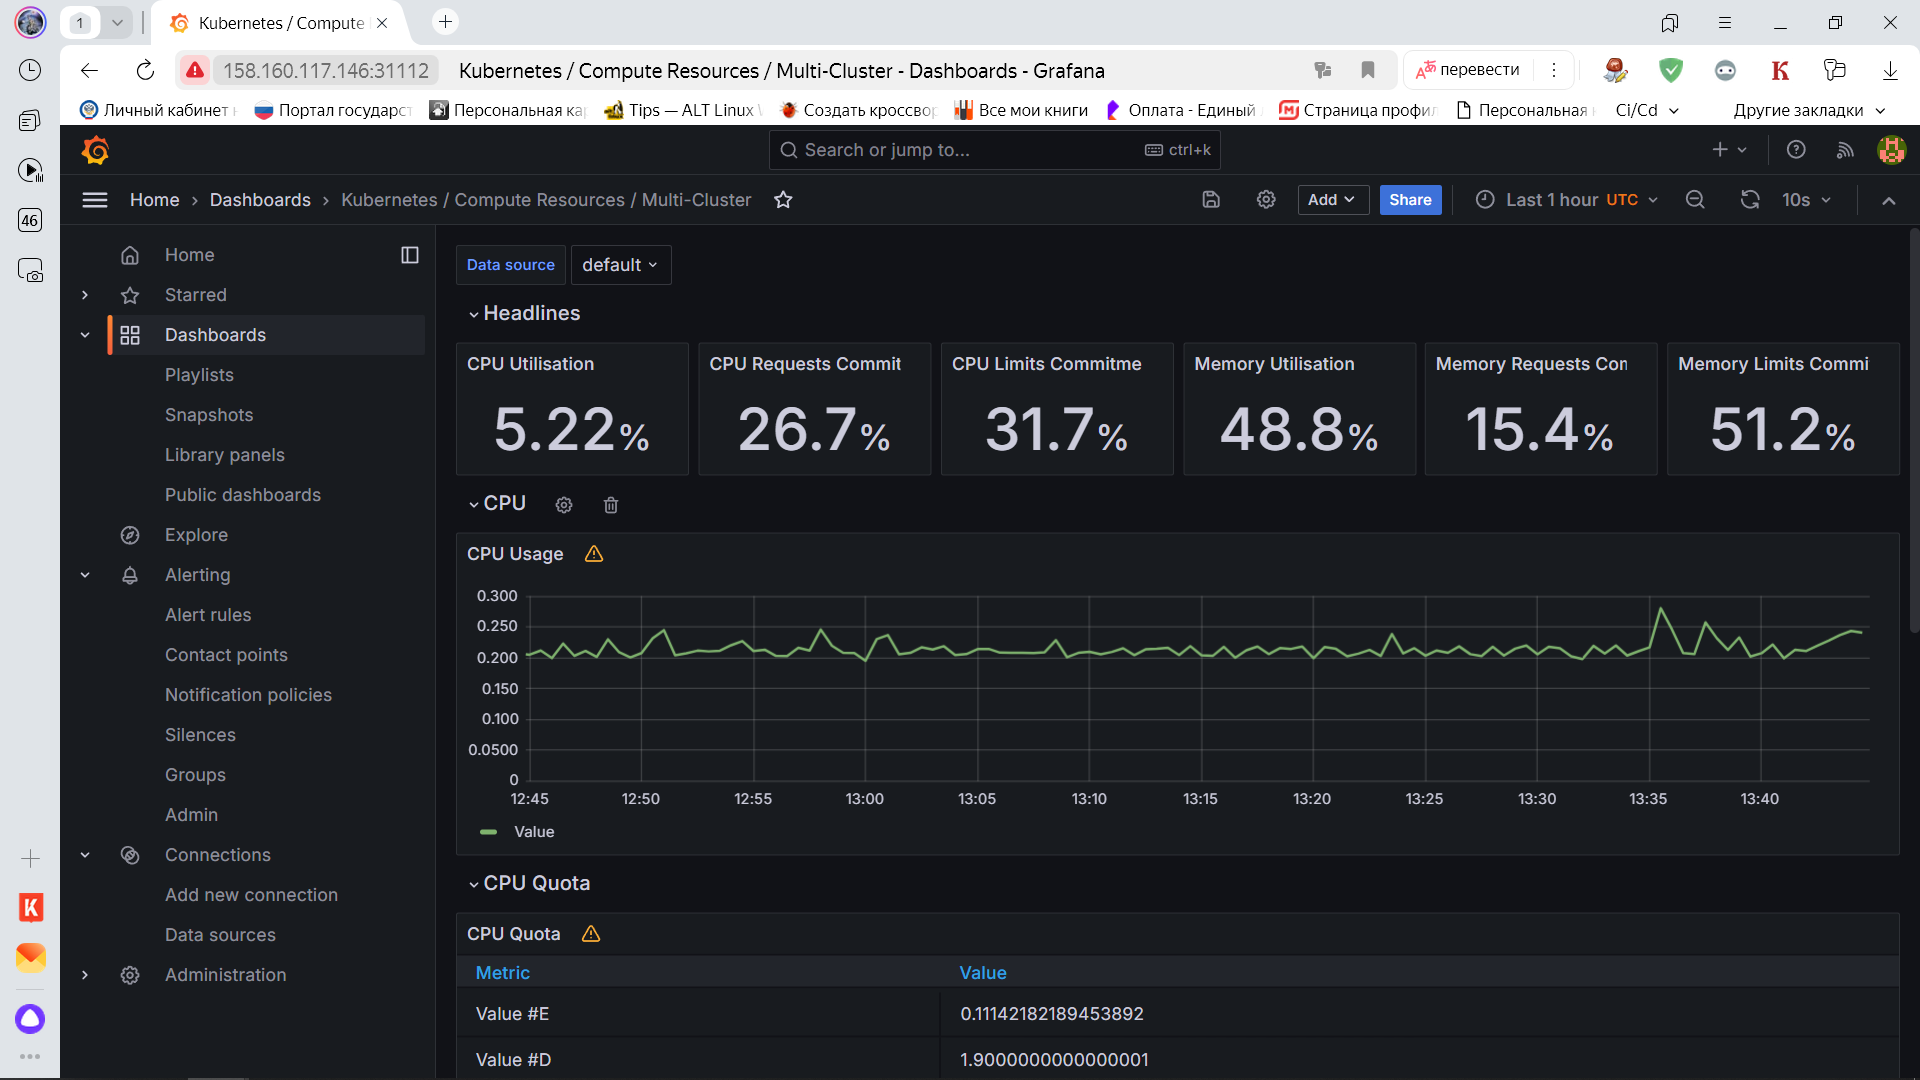 1
Kubernetes / Compute
158.160.117.146:31112
Kubernetes / Compute Resources / Multi-Cluster - Dashboards - Grafana
перевести
Личный кабинет
Портал государст
Персональная кар
Tips — ALT Linux
Создать кроссвор
Все мои книги
Оплата - Единый
Страница профил
Персональная
Ci/Cd
Другие закладки
46
Search or jump to...
ctrl+k
Home
Dashboards
Kubernetes / Compute Resources / Multi-Cluster
Add
Share
Last 1 hour UTC
10s
Home
Starred
Dashboards
Playlists
Snapshots
Library panels
Public dashboards
Explore
Alerting
Alert rules
Contact points
Notification policies
Silences
Groups
Admin
Connections
Add new connection
Data sources
Administration
Data source
default
Headlines
CPU Utilisation
5.22%
CPU Requests Commit
26.7%
CPU Limits Commitme
31.7%
Memory Utilisation
48.8%
Memory Requests Con
15.4%
Memory Limits Commi
51.2%
CPU
CPU Usage
0.300
0.250
0.200
0.150
0.100
0.0500
0
12:45 12:50 12:55 13:00 13:05 13:10 13:15 13:20 13:25 13:30 13:35 13:40
Value
CPU Quota
CPU Quota
Metric Value
Value #E 0.11142182189453892
Value #D 1.9000000000000001